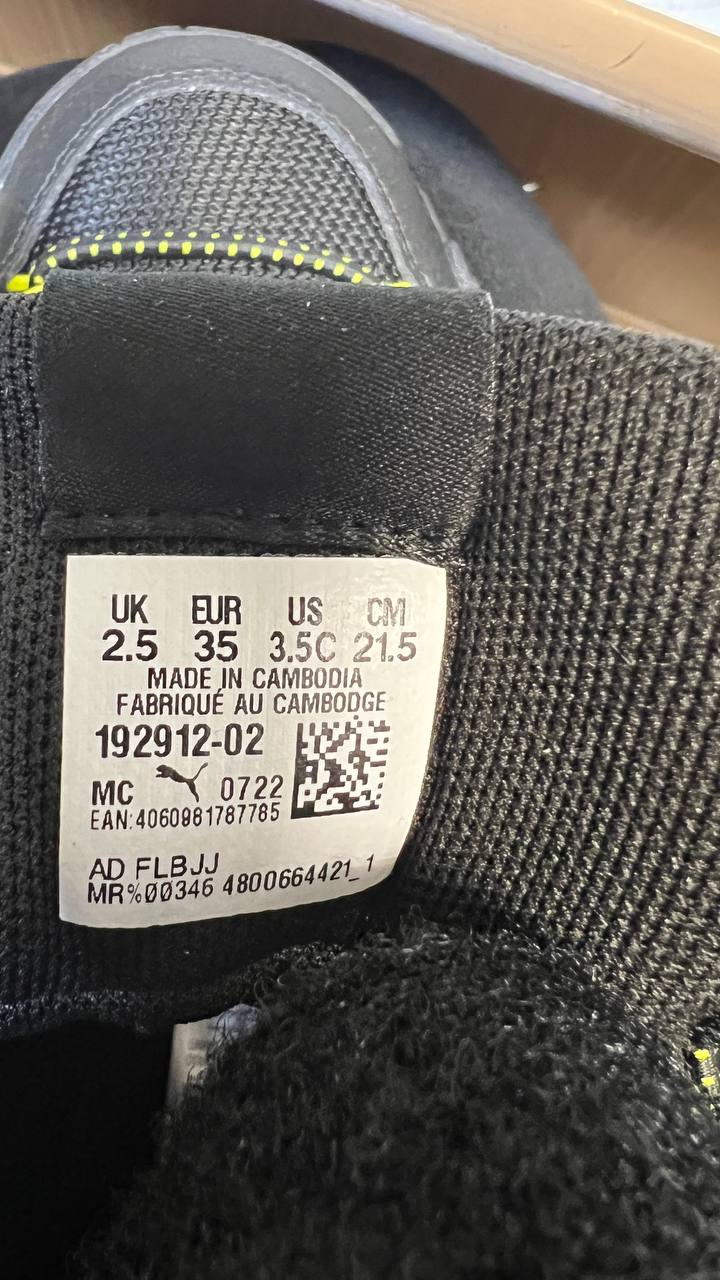 UK EUR US CM
2.5 35 3.5C 21.5
MADE IN CAMBODIA
FABRIQUÉ AU CAMBODGE
192912-02
MC 0722
EAN:4060981787785
AD FLBJJ
MR%00346 4800664421_1